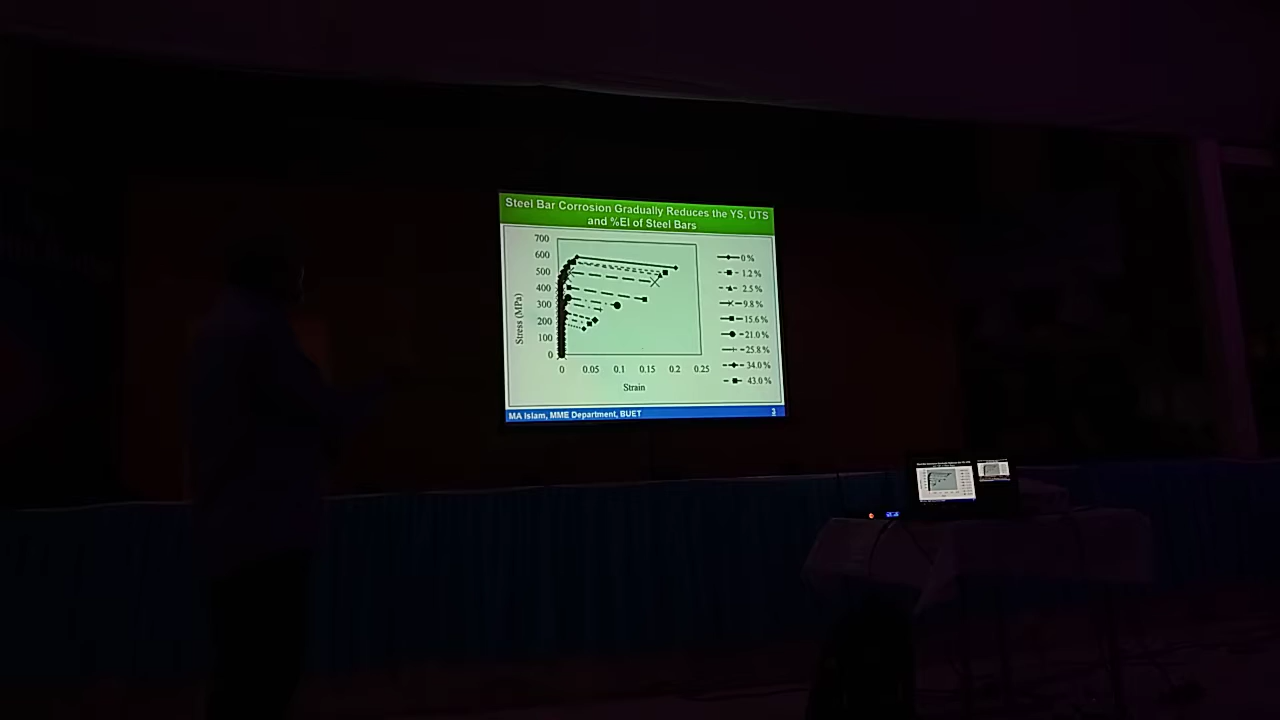 Steel Bar Corrosion Gradually Reduces the YS, UTS
and %El of Steel Bars
700
600
500
400
300
200
100
0
Stress (MPa)
0 0.05 0.1 0.15 0.2 0.25
Strain
0 %
1.2 %
2.5 %
9.8 %
15.6 %
21.0 %
25.8 %
34.0 %
43.0 %
MA Islam, MME Department, BUET